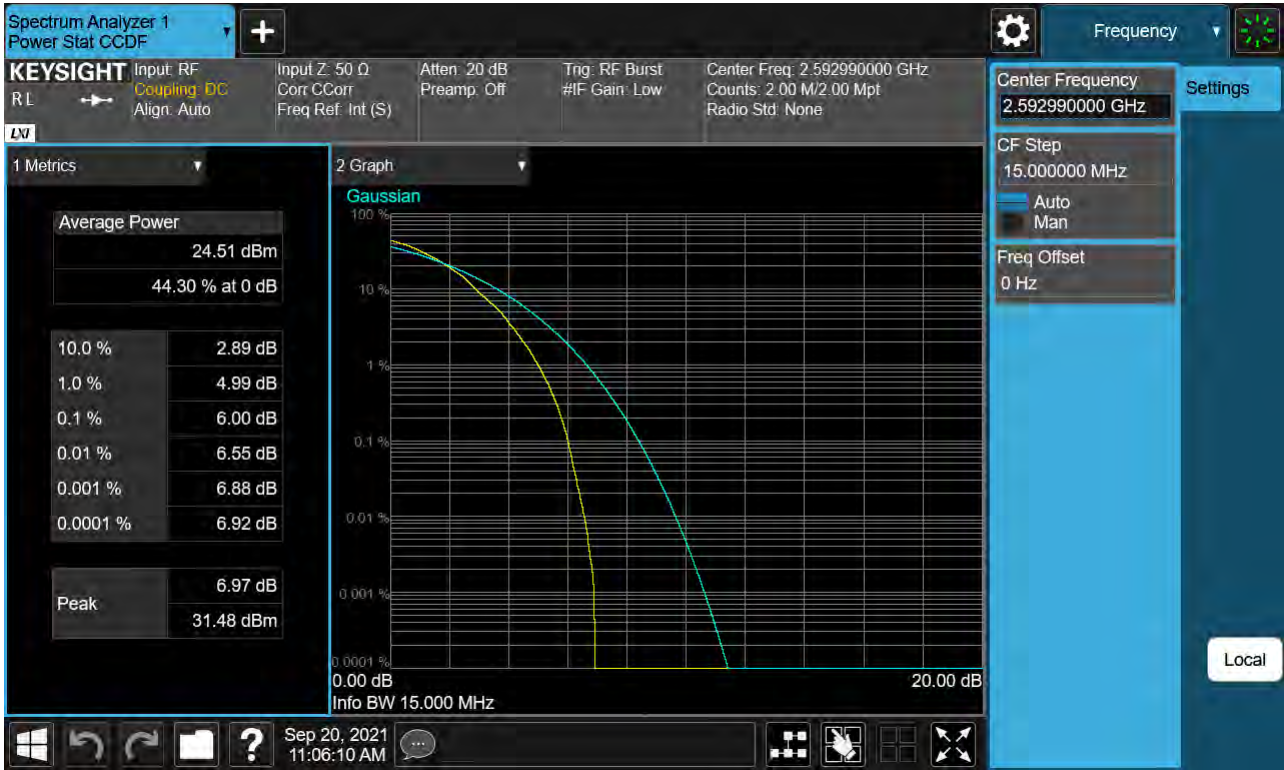 Spectrum Analyzer 1
Power Stat CCDF
+
Frequency
KEYSIGHT
RL
LXI
Input: RF
Coupling: DC
Align: Auto
Input Z: 50 Ω
Corr CCorr
Freq Ref: Int (S)
Atten: 20 dB
Preamp: Off
Trig: RF Burst
#IF Gain: Low
Center Freq: 2.592990000 GHz
Counts: 2.00 M/2.00 Mpt
Radio Std: None
Center Frequency
2.592990000 GHz
Settings
CF Step
15.000000 MHz
Auto
Man
Freq Offset
0 Hz
Local
1 Metrics
Average Power
24.51 dBm
44.30 % at 0 dB
10.0 % 2.89 dB
1.0 % 4.99 dB
0.1 % 6.00 dB
0.01 % 6.55 dB
0.001 % 6.88 dB
0.0001 % 6.92 dB
Peak
6.97 dB
31.48 dBm
2 Graph
Gaussian
100 %
10 %
1 %
0.1 %
0.01 %
0.001 %
0.0001 %
0.00 dB 20.00 dB
Info BW 15.000 MHz
?
Sep 20, 2021
11:06:10 AM